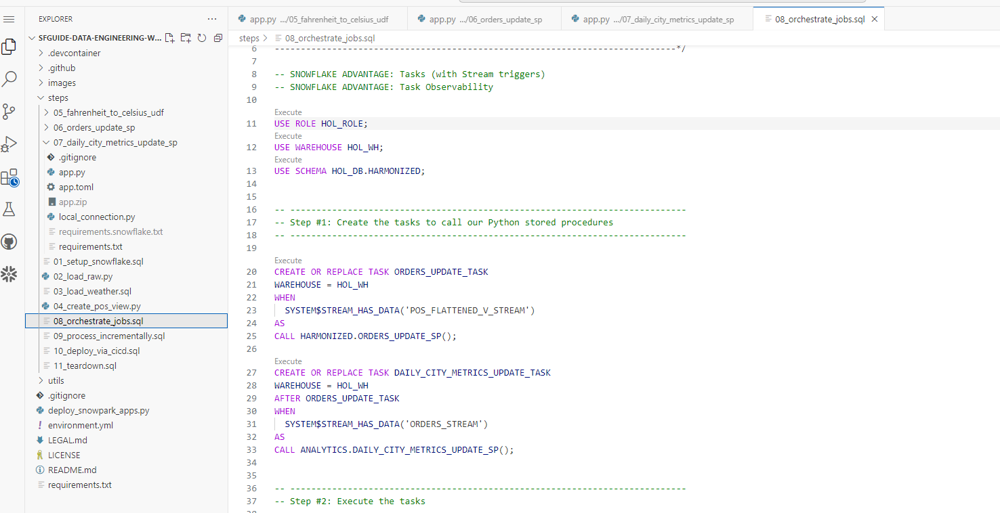 EXPLORER
...
SFGUIDE-DATA-ENGINEERING-W...
.devcontainer
.github
images
steps
05_fahrenheit_to_celsius_udf
06_orders_update_sp
07_daily_city_metrics_update_sp
.gitignore
app.py
app.toml
app.zip
local_connection.py
requirements.snowflake.txt
requirements.txt
01_setup_snowflake.sql
02_load_raw.py
03_load_weather.sql
04_create_pos_view.py
08_orchestrate_jobs.sql
09_process_incrementally.sql
10_deploy_via_cicd.sql
11_teardown.sql
utils
.gitignore
deploy_snowpark_apps.py
environment.yml
LEGAL.md
LICENSE
README.md
requirements.txt
app.py .../05_fahrenheit_to_celsius_udf
app.py .../06_orders_update_sp
app.py .../07_daily_city_metrics_update_sp
08_orchestrate_jobs.sql
steps > 08_orchestrate_jobs.sql
6 -----------------------------------------------------------------------------*/
7
8 -- SNOWFLAKE ADVANTAGE: Tasks (with Stream triggers)
9 -- SNOWFLAKE ADVANTAGE: Task Observability
10
Execute
11 USE ROLE HOL_ROLE;
Execute
12 USE WAREHOUSE HOL_WH;
Execute
13 USE SCHEMA HOL_DB.HARMONIZED;
14
15
16 -- ----------------------------------------------------------------------------
17 -- Step #1: Create the tasks to call our Python stored procedures
18 -- ----------------------------------------------------------------------------
19
Execute
20 CREATE OR REPLACE TASK ORDERS_UPDATE_TASK
21 WAREHOUSE = HOL_WH
22 WHEN
23 SYSTEM$STREAM_HAS_DATA('POS_FLATTENED_V_STREAM')
24 AS
25 CALL HARMONIZED.ORDERS_UPDATE_SP();
26
Execute
27 CREATE OR REPLACE TASK DAILY_CITY_METRICS_UPDATE_TASK
28 WAREHOUSE = HOL_WH
29 AFTER ORDERS_UPDATE_TASK
30 WHEN
31 SYSTEM$STREAM_HAS_DATA('ORDERS_STREAM')
32 AS
33 CALL ANALYTICS.DAILY_CITY_METRICS_UPDATE_SP();
34
35
36 -- ----------------------------------------------------------------------------
37 -- Step #2: Execute the tasks